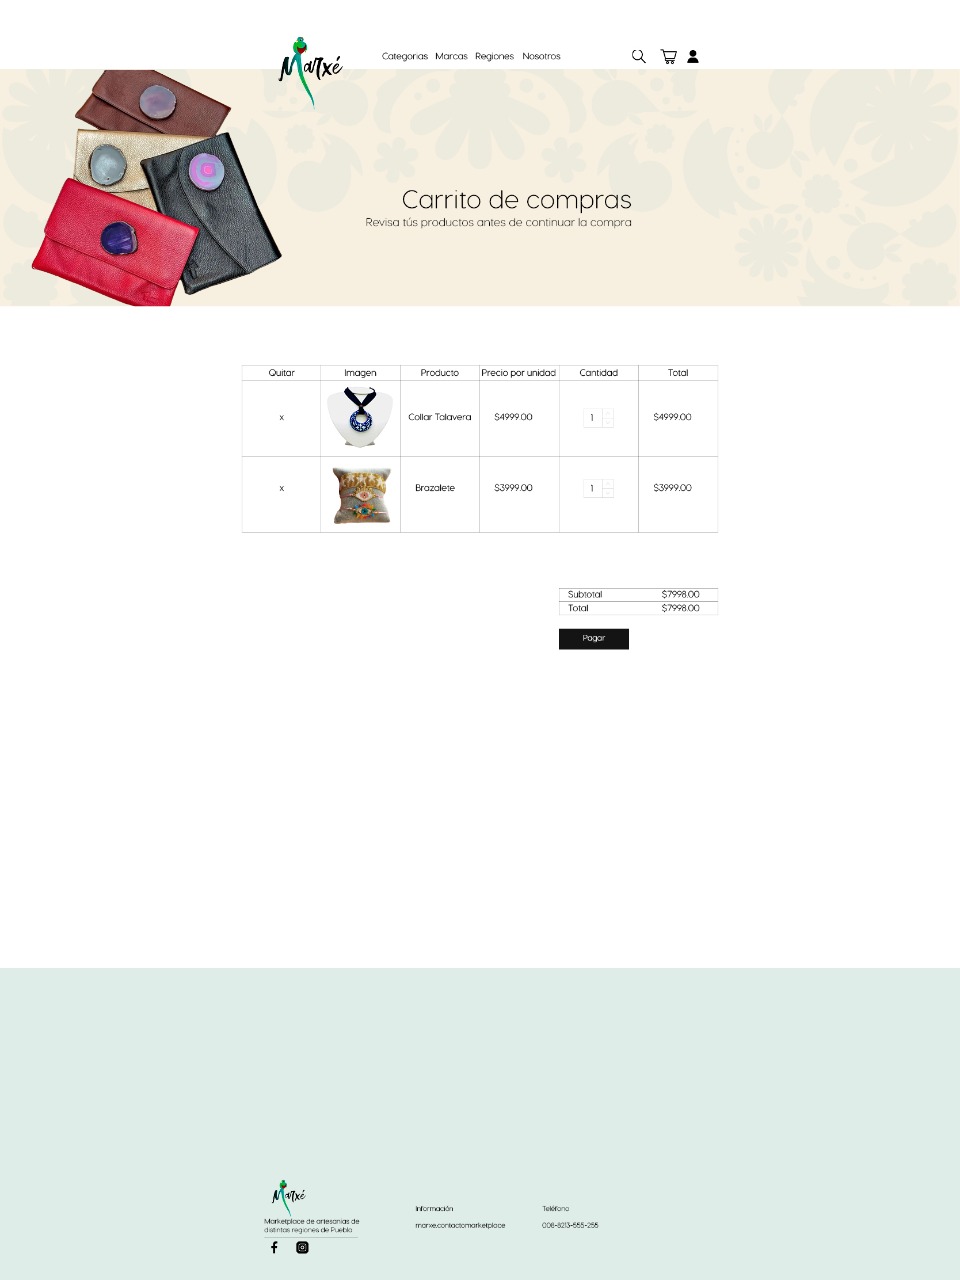 Marxé
Categorias Marcas Regiones Nosotros
Carrito de compras
Revisa tús productos antes de continuar la compra
Quitar Imagen Producto Precio por unidad Cantidad Total
x Collar Talavera $4999.00 1 $4999.00
x Brazalete $3999.00 1 $3999.00
Subtotal $7998.00
Total $7998.00
Pagar
Marxé
Marketplace de artesanías de
distintas regiones de Puebla
Información Teléfono
marxe.contactomarketplace 008-8213-555-255